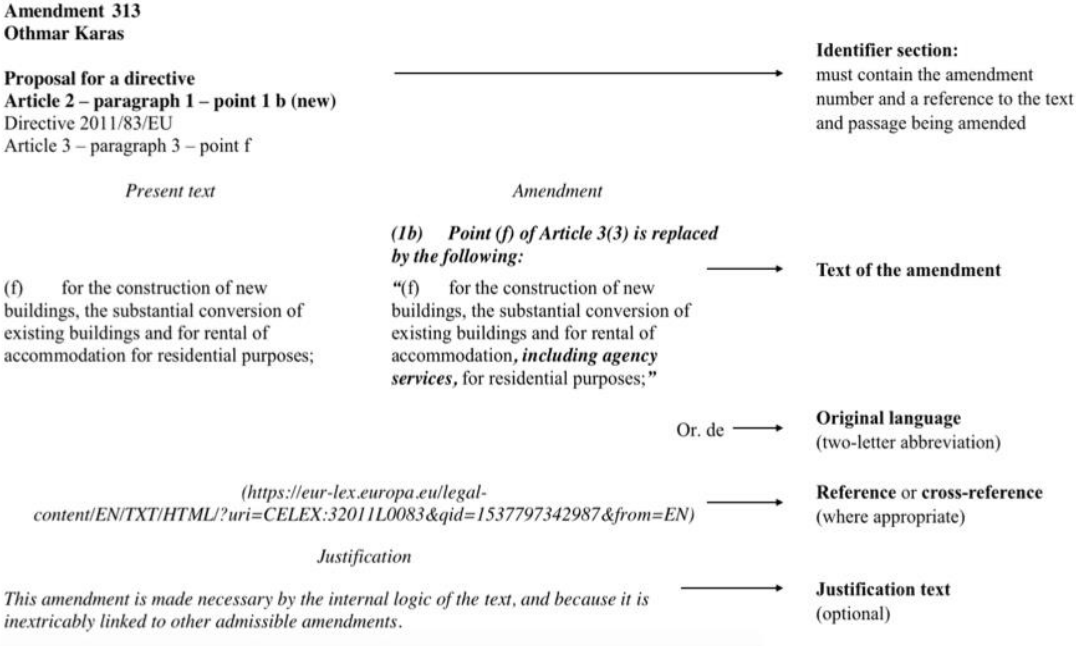 Amendment 313
Othmar Karas
Proposal for a directive
Article 2 – paragraph 1 – point 1 b (new)
Directive 2011/83/EU
Article 3 – paragraph 3 – point f
Identifier section:
must contain the amendment
number and a reference to the text
and passage being amended
Present text
Amendment
(1b) Point (f) of Article 3(3) is replaced
by the following:
(f) for the construction of new
buildings, the substantial conversion of
existing buildings and for rental of
accommodation for residential purposes;
“(f) for the construction of new
buildings, the substantial conversion of
existing buildings and for rental of
accommodation, including agency
services, for residential purposes;”
Text of the amendment
Or. de
Original language
(two-letter abbreviation)
(https://eur-lex.europa.eu/legal-
content/EN/TXT/HTML/?uri=CELEX:32011L0083&qid=1537797342987&from=EN)
Reference or cross-reference
(where appropriate)
Justification
This amendment is made necessary by the internal logic of the text, and because it is
inextricably linked to other admissible amendments.
Justification text
(optional)